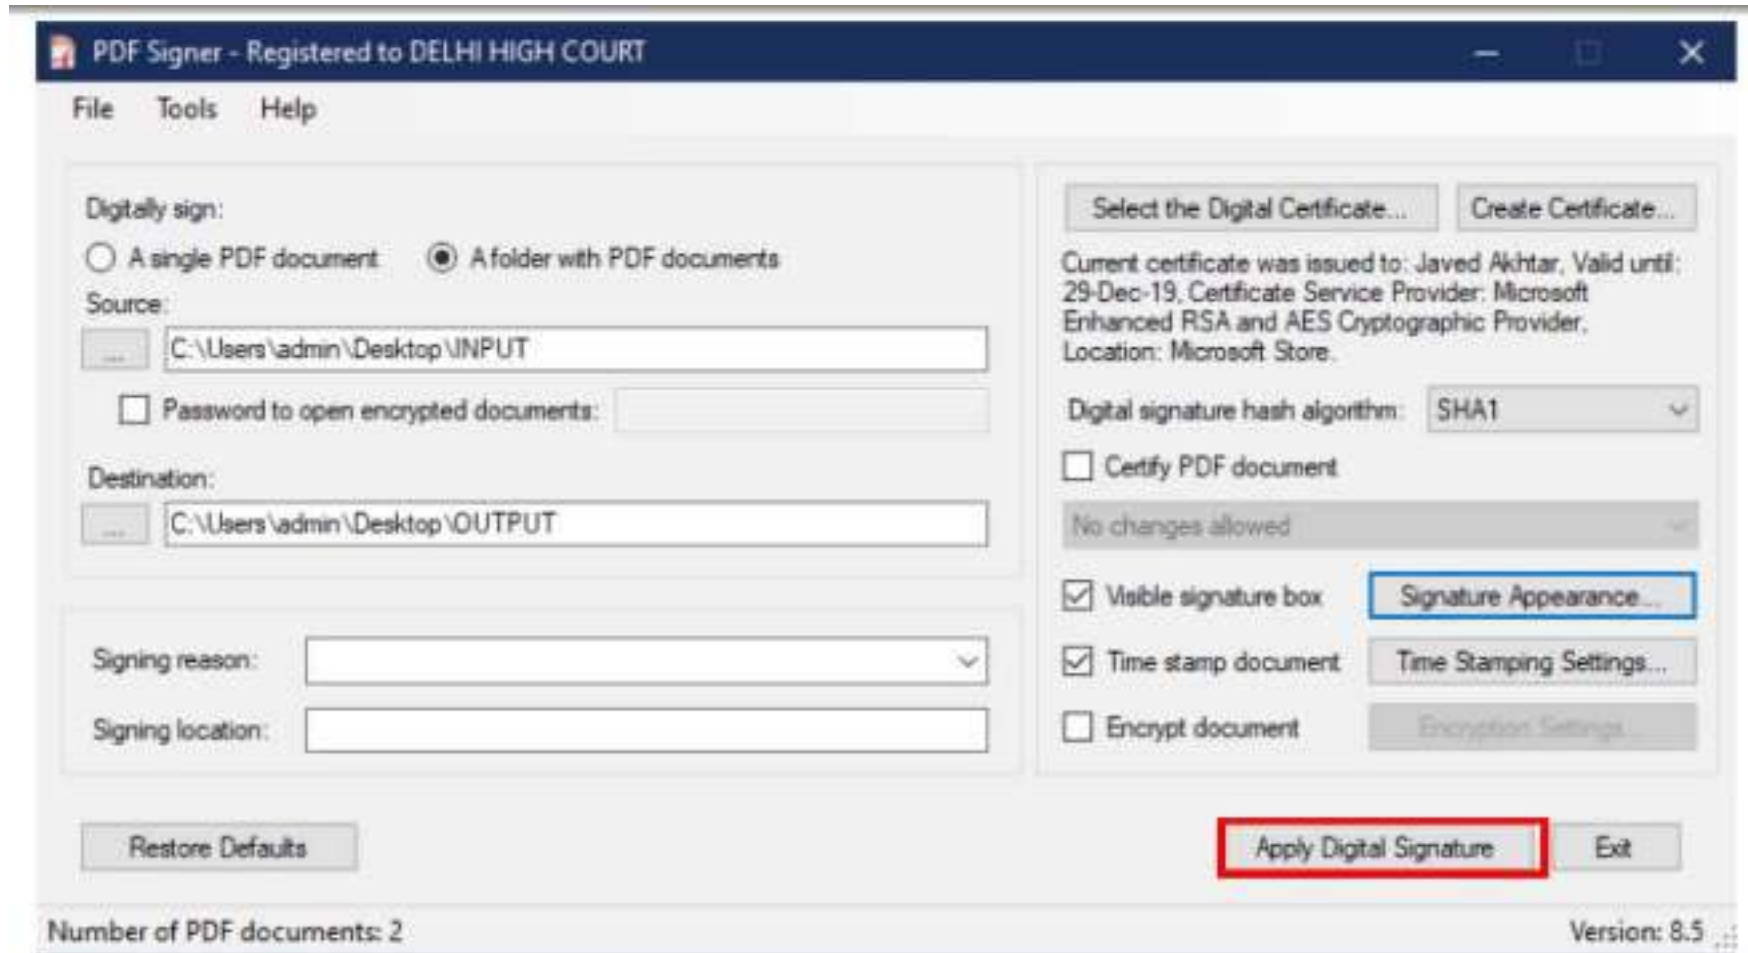 PDF Signer - Registered to DELHI HIGH COURT
File Tools Help
Digitally sign:
A single PDF document A folder with PDF documents
Source:
... C:\Users\admin\Desktop\INPUT
Password to open encrypted documents:
Destination:
... C:\Users\admin\Desktop\OUTPUT
Signing reason:
Signing location:
Select the Digital Certificate... Create Certificate...
Current certificate was issued to: Javed Akhtar, Valid until:
29-Dec-19, Certificate Service Provider: Microsoft
Enhanced RSA and AES Cryptographic Provider,
Location: Microsoft Store.
Digital signature hash algorithm: SHA1
Certify PDF document
No changes allowed
Visible signature box Signature Appearance...
Time stamp document Time Stamping Settings...
Encrypt document Encryption Settings...
Restore Defaults Apply Digital Signature Exit
Number of PDF documents: 2 Version: 8.5